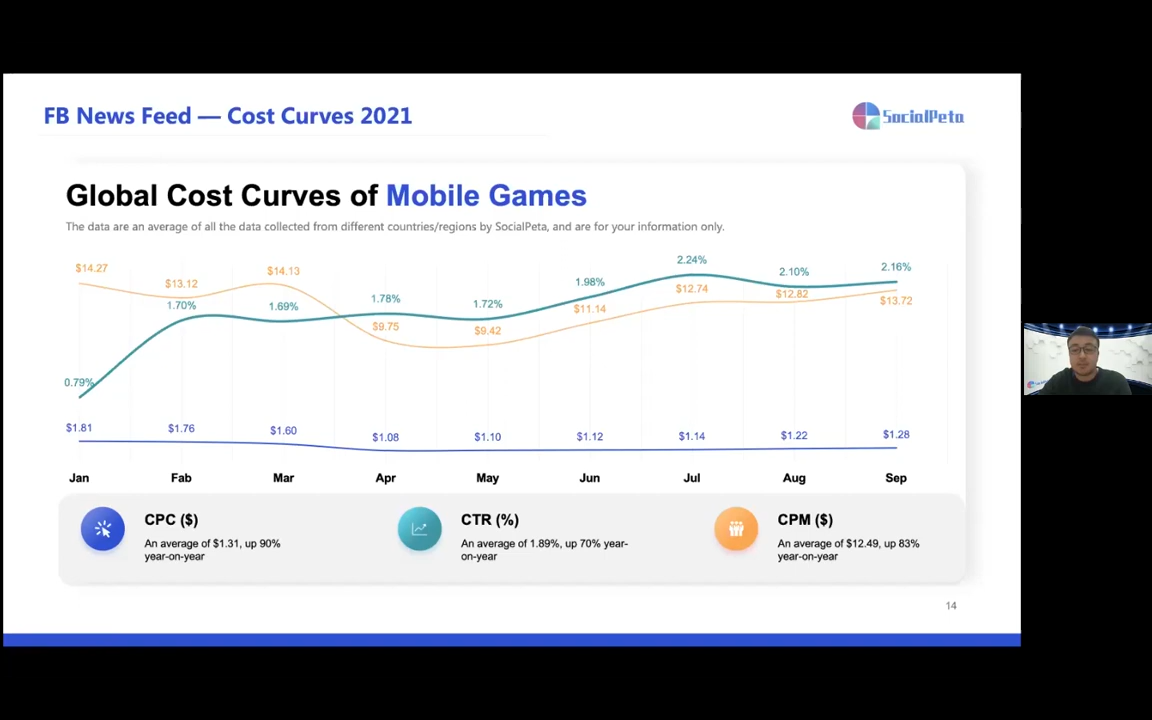 FB News Feed — Cost Curves 2021
SocialPeta
Global Cost Curves of Mobile Games
The data are an average of all the data collected from different countries/regions by SocialPeta, and are for your information only.
$14.27
$13.12
$14.13
$9.75
$9.42
$11.14
$12.74
$12.82
$13.72
0.79%
1.70%
1.69%
1.78%
1.72%
1.98%
2.24%
2.10%
2.16%
$1.81
$1.76
$1.60
$1.08
$1.10
$1.12
$1.14
$1.22
$1.28
Jan Fab Mar Apr May Jun Jul Aug Sep
CPC ($)
An average of $1.31, up 90%
year-on-year
CTR (%)
An average of 1.89%, up 70% year-
on-year
CPM ($)
An average of $12.49, up 83%
year-on-year
14